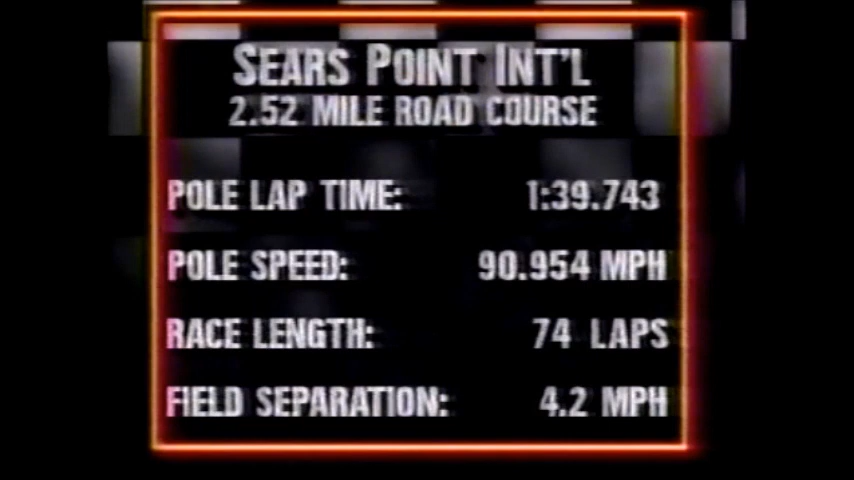 SEARS POINT INT'L
2.52 MILE ROAD COURSE
POLE LAP TIME: 1:39.743
POLE SPEED: 90.954 MPH
RACE LENGTH: 74 LAPS
FIELD SEPARATION: 4.2 MPH